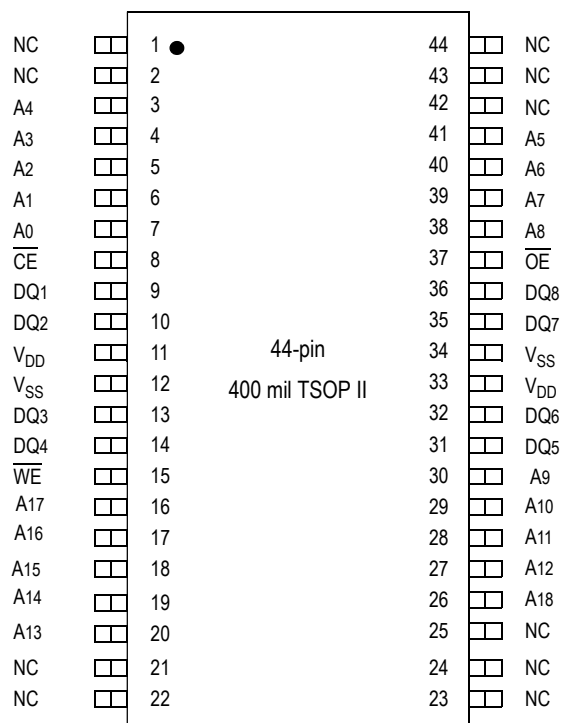 NC 1 44 NC
NC 2 43 NC
A4 3 42 NC
A3 4 41 A5
A2 5 40 A6
A1 6 39 A7
A0 7 38 A8
C̅E̅ 8 37 O̅E̅
DQ1 9 36 DQ8
DQ2 10 35 DQ7
VDD 11 44-pin 34 VSS
VSS 12 400 mil TSOP II 33 VDD
DQ3 13 32 DQ6
DQ4 14 31 DQ5
W̅E̅ 15 30 A9
A17 16 29 A10
A16 17 28 A11
A15 18 27 A12
A14 19 26 A18
A13 20 25 NC
NC 21 24 NC
NC 22 23 NC